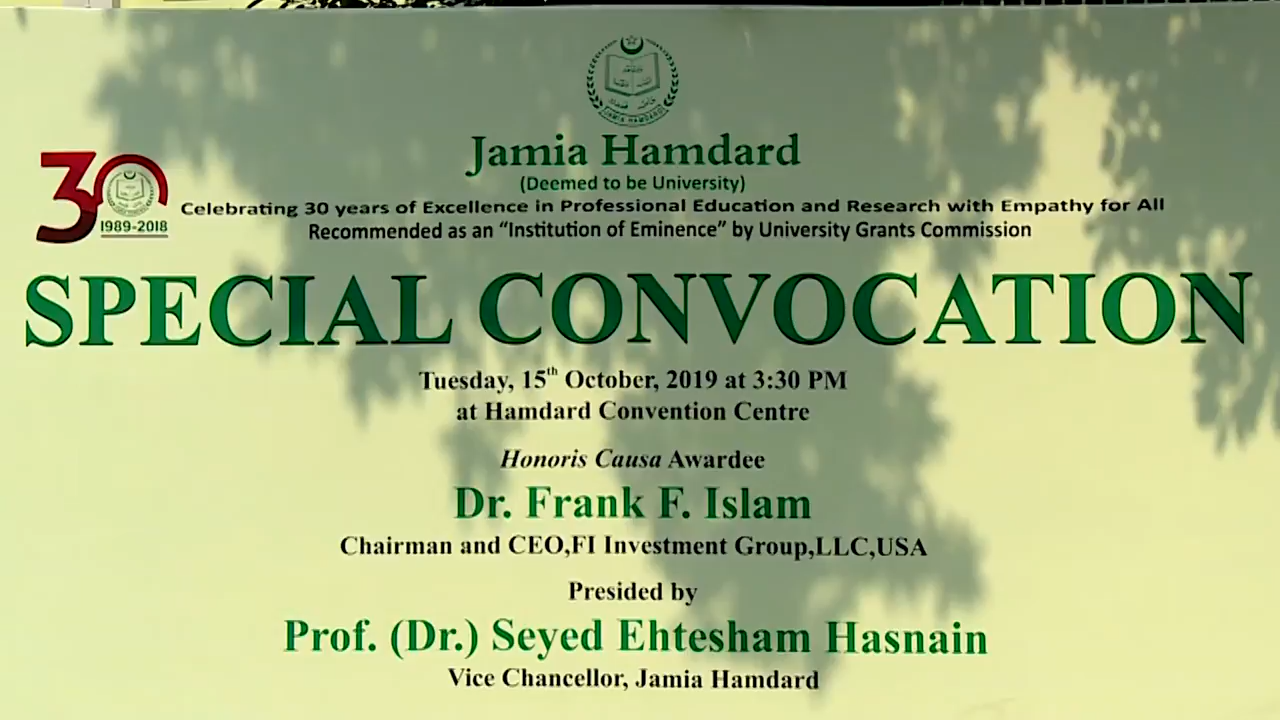 JAMIA HAMDARD
Jamia Hamdard
(Deemed to be University)
30
1989-2018
Celebrating 30 years of Excellence in Professional Education and Research with Empathy for All
Recommended as an “Institution of Eminence” by University Grants Commission
SPECIAL CONVOCATION
Tuesday, 15th October, 2019 at 3:30 PM
at Hamdard Convention Centre
Honoris Causa Awardee
Dr. Frank F. Islam
Chairman and CEO,FI Investment Group,LLC,USA
Presided by
Prof. (Dr.) Seyed Ehtesham Hasnain
Vice Chancellor, Jamia Hamdard